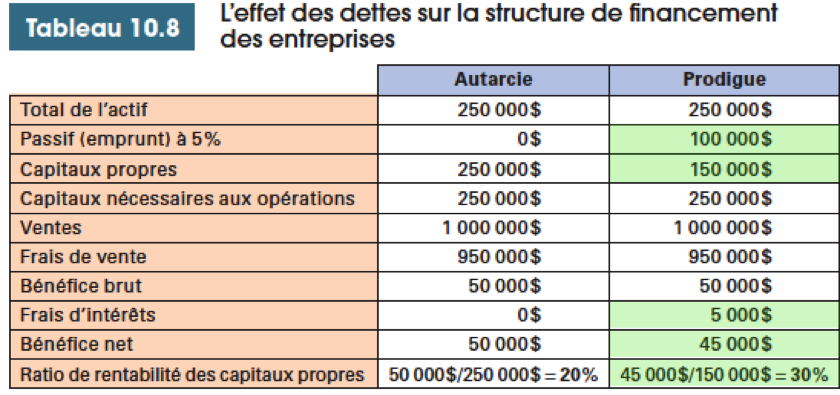 Tableau 10.8
L'effet des dettes sur la structure de financement
des entreprises
Autarcie Prodigue
Total de l'actif 250 000$ 250 000$
Passif (emprunt) à 5% 0$ 100 000$
Capitaux propres 250 000$ 150 000$
Capitaux nécessaires aux opérations 250 000$ 250 000$
Ventes 1 000 000$ 1 000 000$
Frais de vente 950 000$ 950 000$
Bénéfice brut 50 000$ 50 000$
Frais d'intérêts 0$ 5 000$
Bénéfice net 50 000$ 45 000$
Ratio de rentabilité des capitaux propres 50 000$/250 000$ = 20% 45 000$/150 000$ = 30%